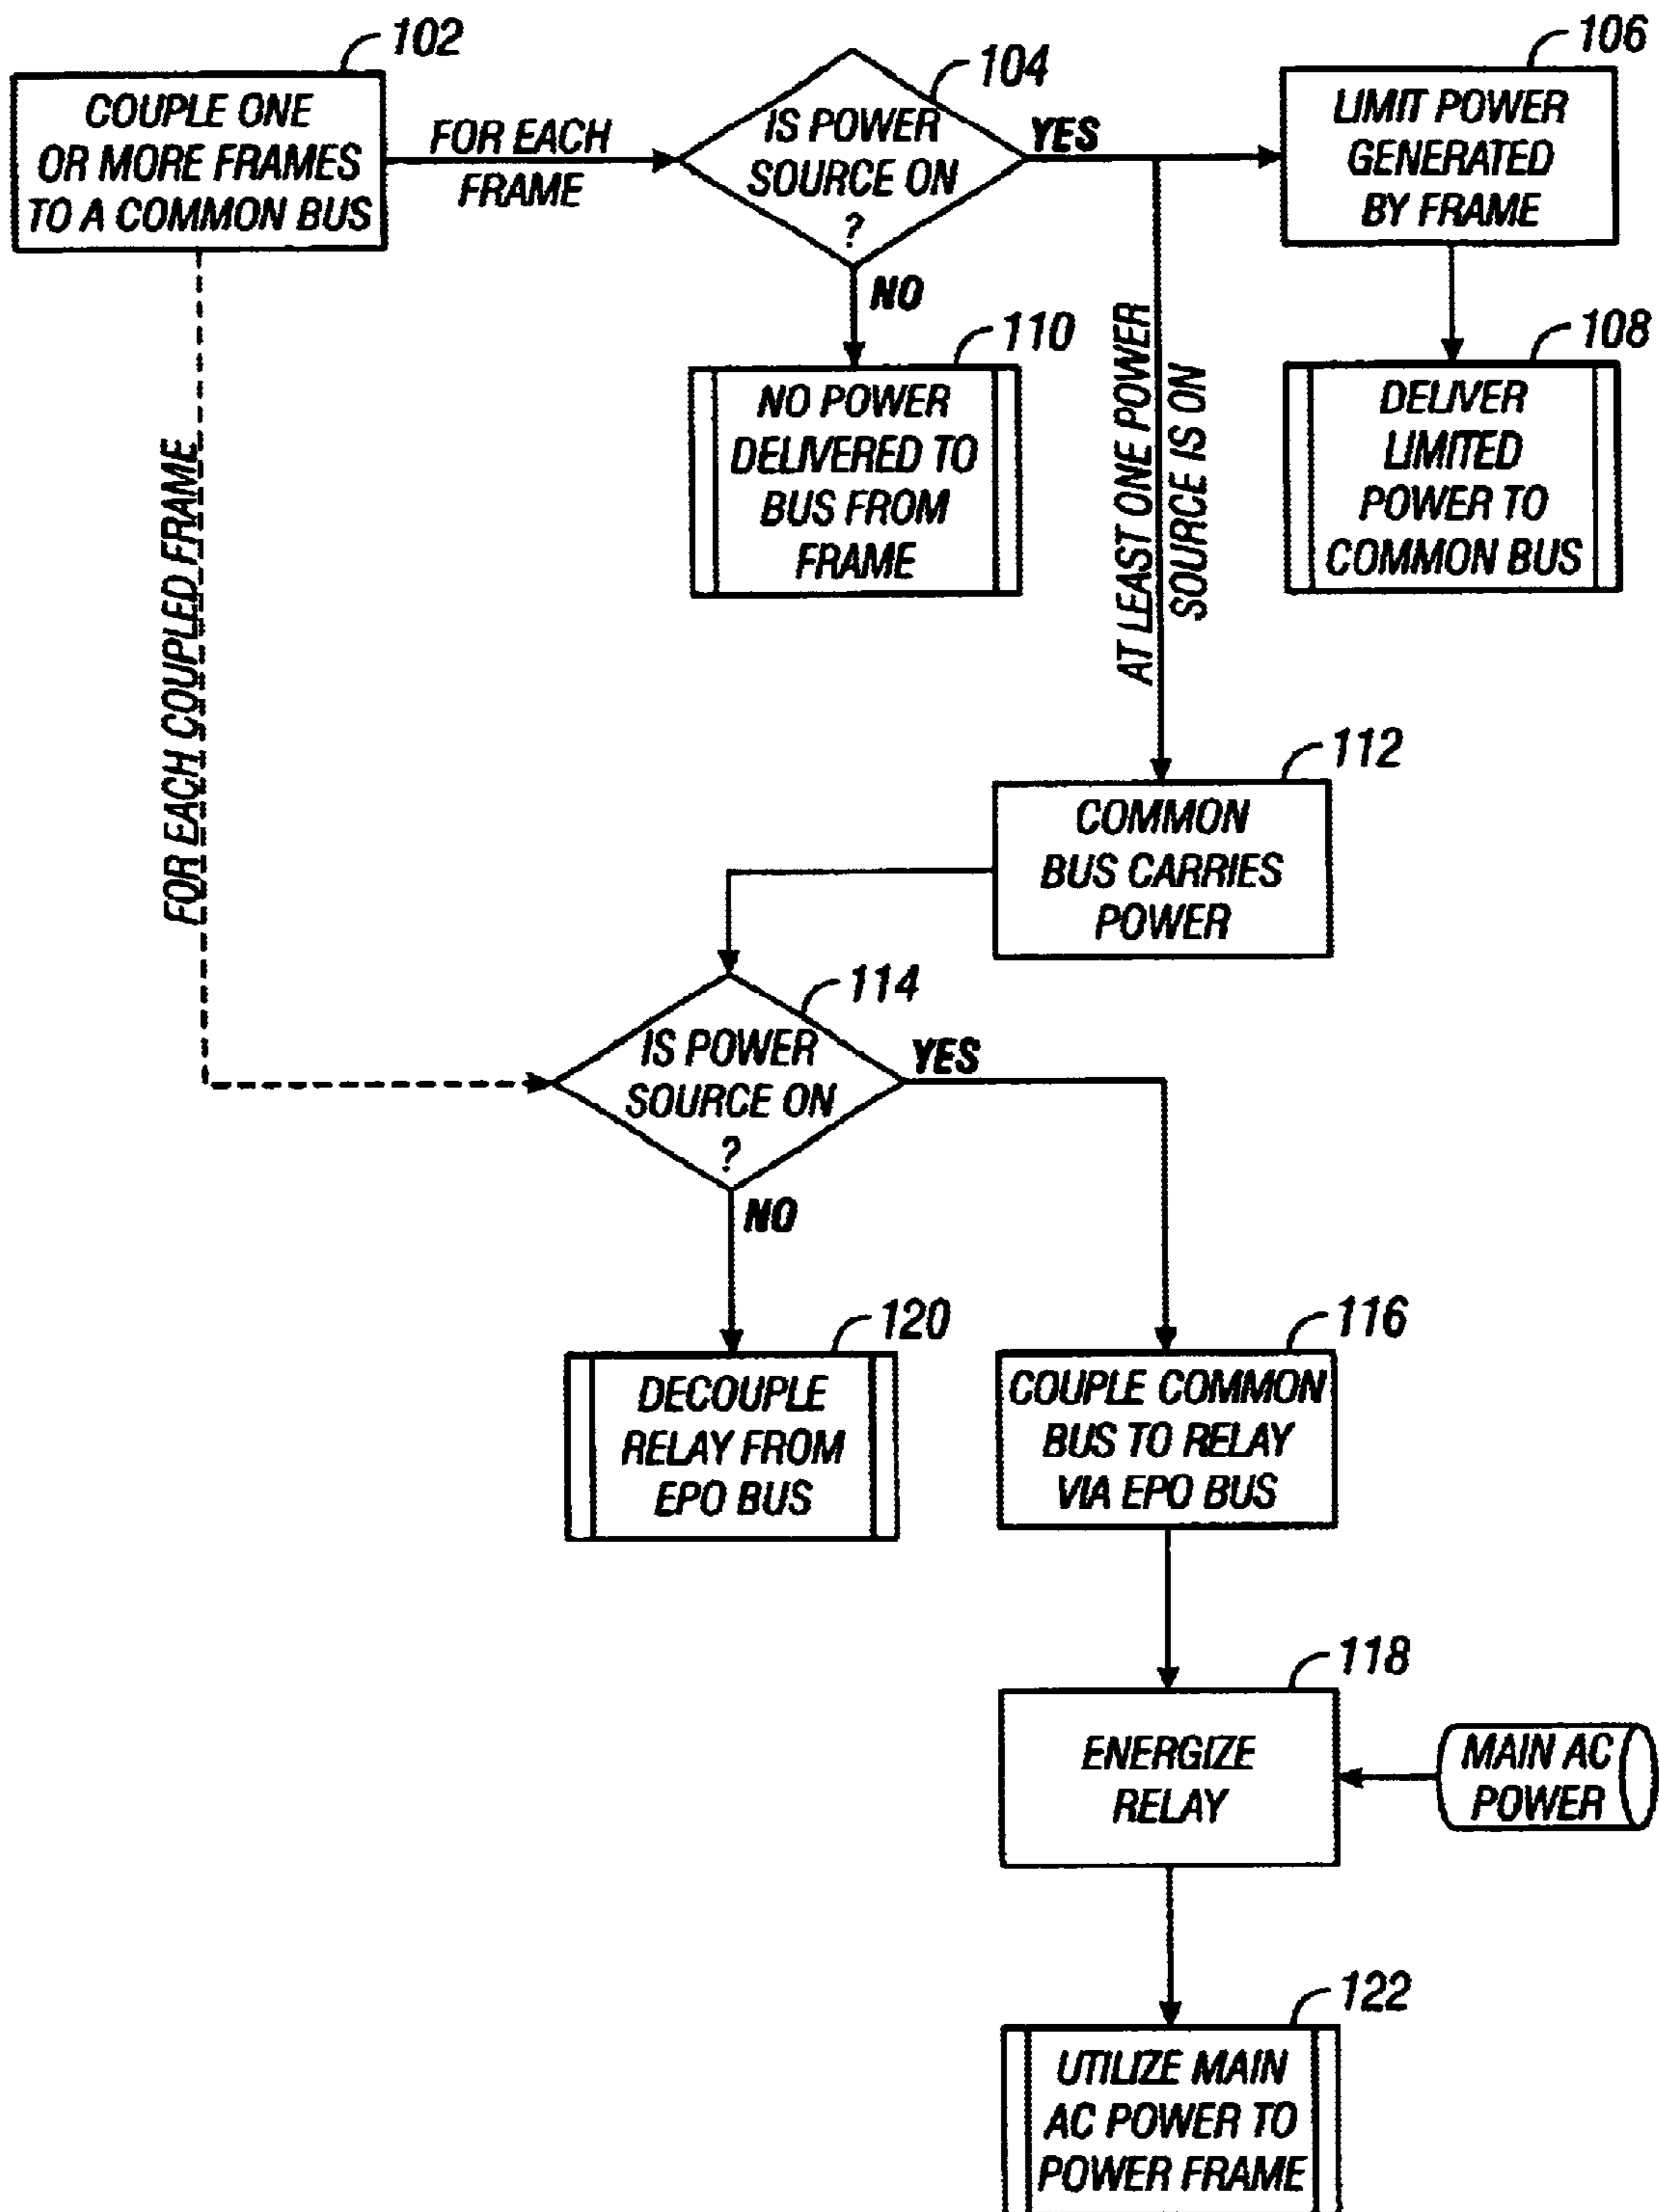 102
COUPLE ONE
OR MORE FRAMES
TO A COMMON BUS
FOR EACH
FRAME
104
IS POWER
SOURCE ON
?
YES
NO
106
LIMIT POWER
GENERATED
BY FRAME
108
DELIVER
LIMITED
POWER TO
COMMON BUS
110
NO POWER
DELIVERED TO
BUS FROM
FRAME
AT LEAST ONE POWER
SOURCE IS ON
FOR EACH COUPLED FRAME
112
COMMON
BUS CARRIES
POWER
114
IS POWER
SOURCE ON
?
YES
NO
120
DECOUPLE
RELAY FROM
EPO BUS
116
COUPLE COMMON
BUS TO RELAY
VIA EPO BUS
118
ENERGIZE
RELAY
MAIN AC
POWER
122
UTILIZE MAIN
AC POWER TO
POWER FRAME